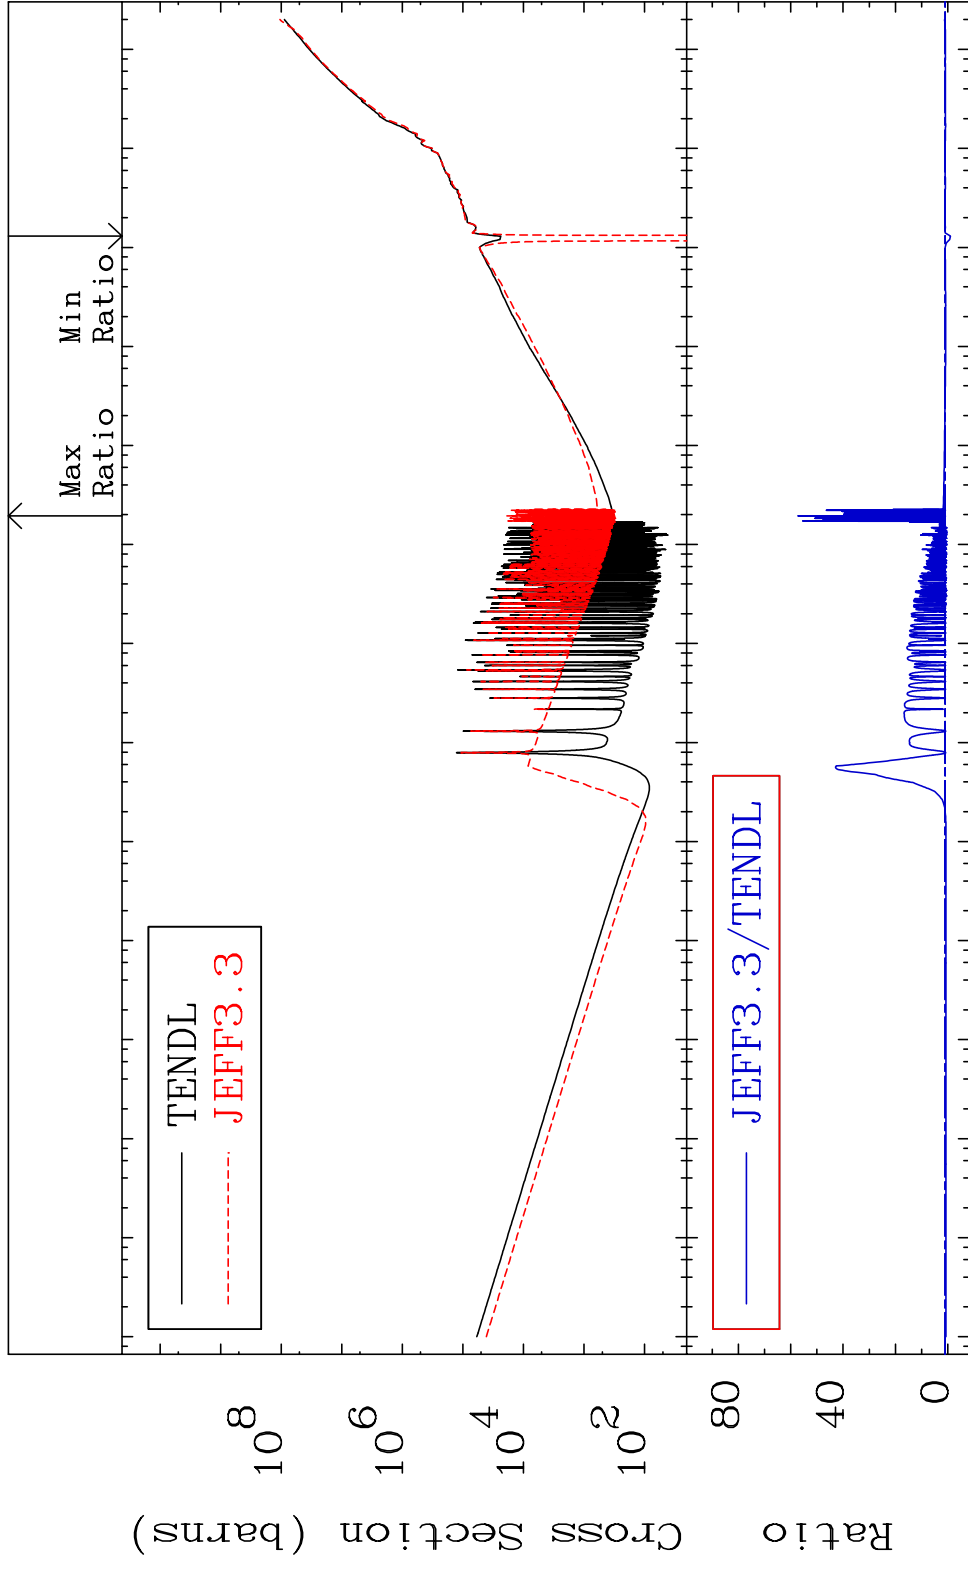 Max
Ratio
Min
Ratio
TENDL
JEFF3.3
10 8
10 6
10 4
10 2
Cross Section (barns)
JEFF3.3/TENDL
80
40
0
Ratio